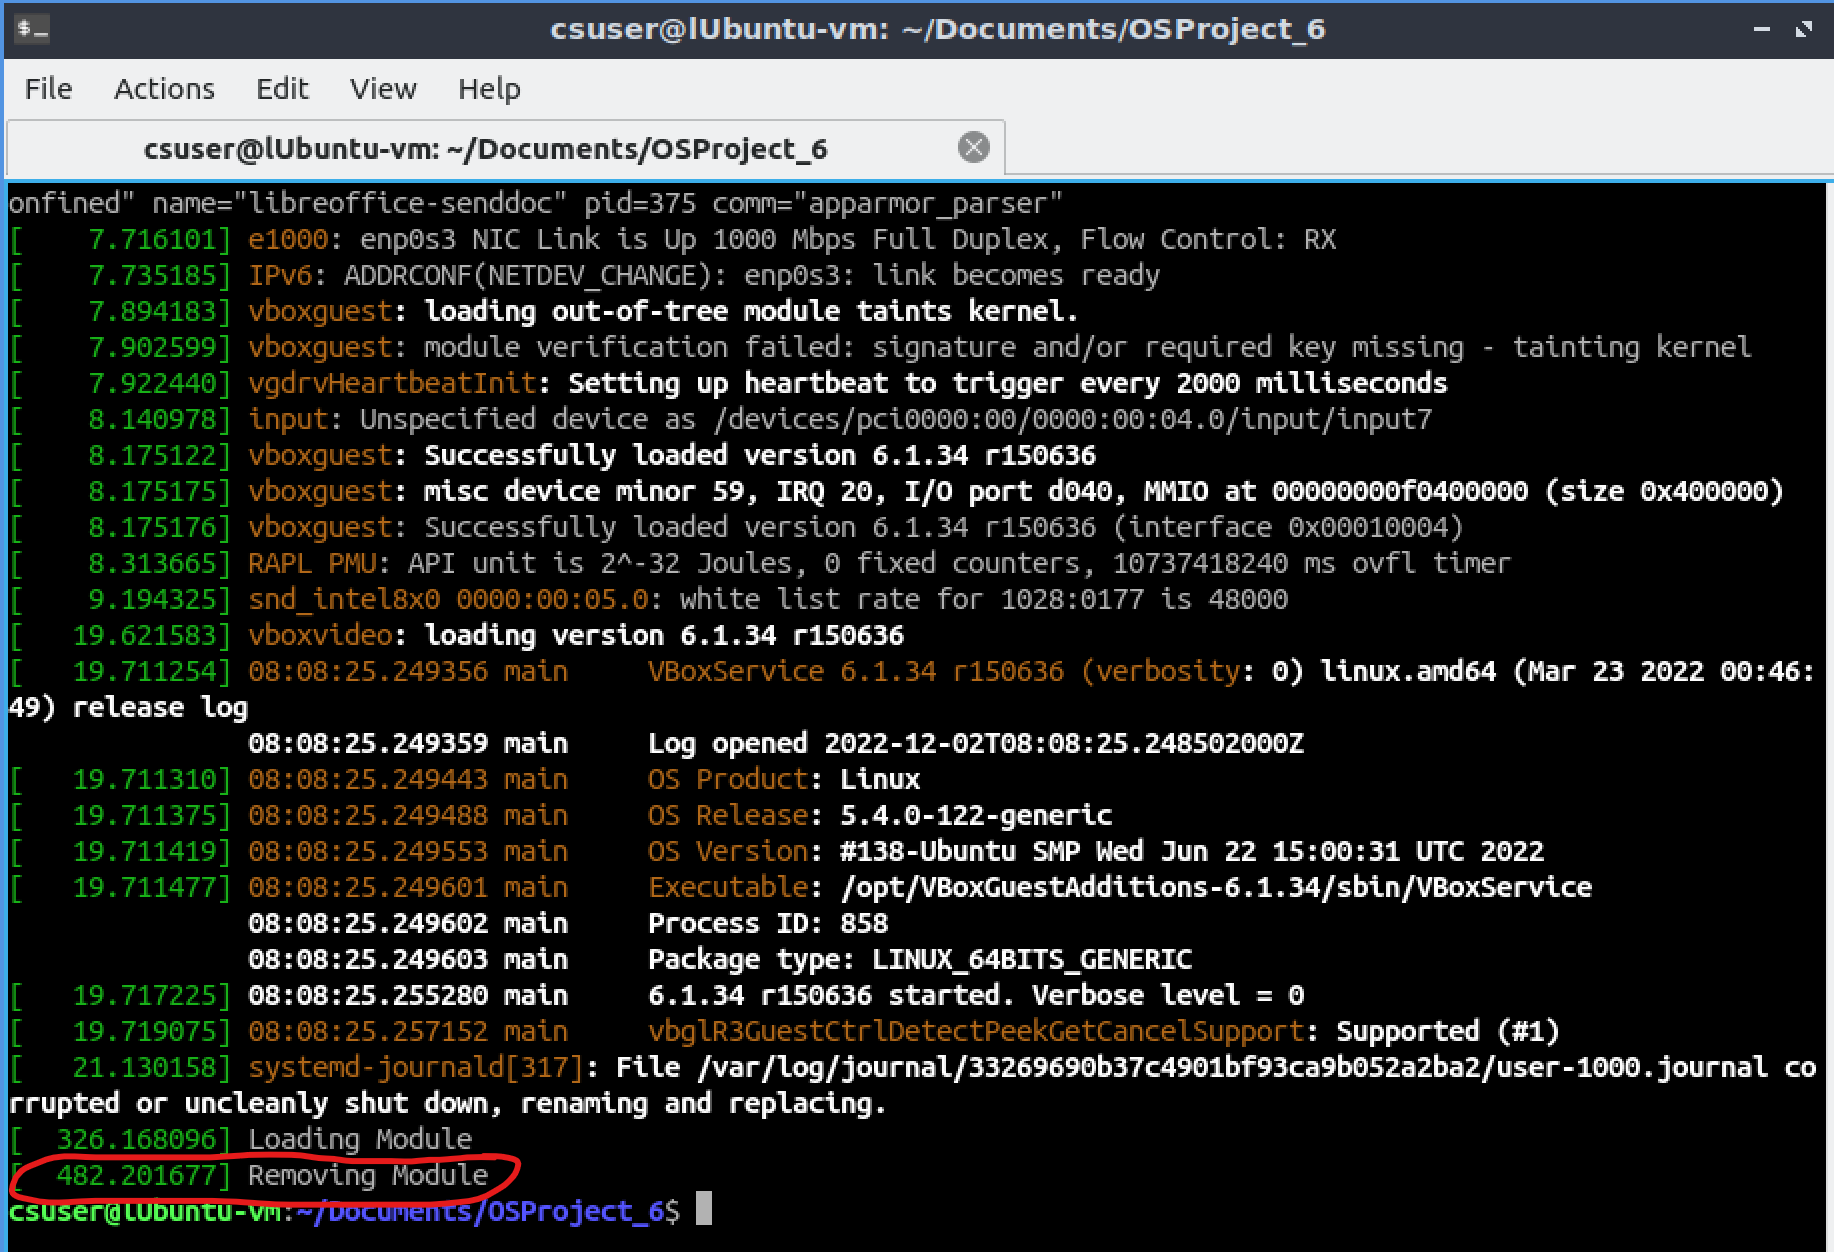 $_
csuser@lUbuntu-vm: ~/Documents/OSProject_6
File Actions Edit View Help
csuser@lUbuntu-vm: ~/Documents/OSProject_6
onfined" name="libreoffice-senddoc" pid=375 comm="apparmor_parser"
[    7.716101] e1000: enp0s3 NIC Link is Up 1000 Mbps Full Duplex, Flow Control: RX
[    7.735185] IPv6: ADDRCONF(NETDEV_CHANGE): enp0s3: link becomes ready
[    7.894183] vboxguest: loading out-of-tree module taints kernel.
[    7.902599] vboxguest: module verification failed: signature and/or required key missing - tainting kernel
[    7.922440] vgdrvHeartbeatInit: Setting up heartbeat to trigger every 2000 milliseconds
[    8.140978] input: Unspecified device as /devices/pci0000:00/0000:00:04.0/input/input7
[    8.175122] vboxguest: Successfully loaded version 6.1.34 r150636
[    8.175175] vboxguest: misc device minor 59, IRQ 20, I/O port d040, MMIO at 00000000f0400000 (size 0x400000)
[    8.175176] vboxguest: Successfully loaded version 6.1.34 r150636 (interface 0x00010004)
[    8.313665] RAPL PMU: API unit is 2^-32 Joules, 0 fixed counters, 10737418240 ms ovfl timer
[    9.194325] snd_intel8x0 0000:00:05.0: white list rate for 1028:0177 is 48000
[   19.621583] vboxvideo: loading version 6.1.34 r150636
[   19.711254] 08:08:25.249356 main     VBoxService 6.1.34 r150636 (verbosity: 0) linux.amd64 (Mar 23 2022 00:46:
49) release log
               08:08:25.249359 main     Log opened 2022-12-02T08:08:25.248502000Z
[   19.711310] 08:08:25.249443 main     OS Product: Linux
[   19.711375] 08:08:25.249488 main     OS Release: 5.4.0-122-generic
[   19.711419] 08:08:25.249553 main     OS Version: #138-Ubuntu SMP Wed Jun 22 15:00:31 UTC 2022
[   19.711477] 08:08:25.249601 main     Executable: /opt/VBoxGuestAdditions-6.1.34/sbin/VBoxService
               08:08:25.249602 main     Process ID: 858
               08:08:25.249603 main     Package type: LINUX_64BITS_GENERIC
[   19.717225] 08:08:25.255280 main     6.1.34 r150636 started. Verbose level = 0
[   19.719075] 08:08:25.257152 main     vbglR3GuestCtrlDetectPeekGetCancelSupport: Supported (#1)
[   21.130158] systemd-journald[317]: File /var/log/journal/33269690b37c4901bf93ca9b052a2ba2/user-1000.journal co
rrupted or uncleanly shut down, renaming and replacing.
[  326.168096] Loading Module
[  482.201677] Removing Module
csuser@lUbuntu-vm:~/Documents/OSProject_6$